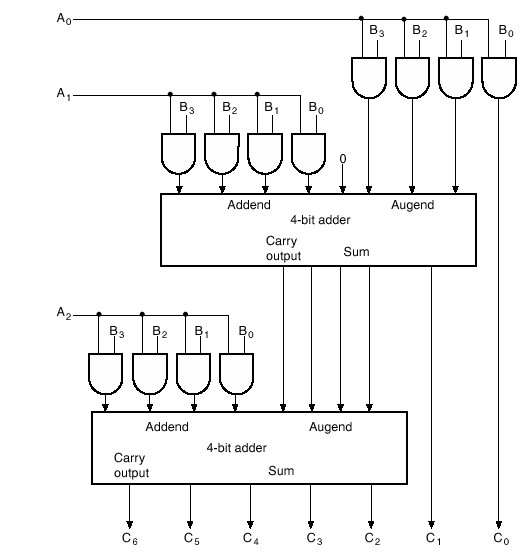 A0
B3 B2 B1 B0
A1
B3 B2 B1 B0
0
Addend Augend
4-bit adder
Carry
output
Sum
A2
B3 B2 B1 B0
Addend Augend
4-bit adder
Carry
output
Sum
C6 C5 C4 C3 C2 C1 C0